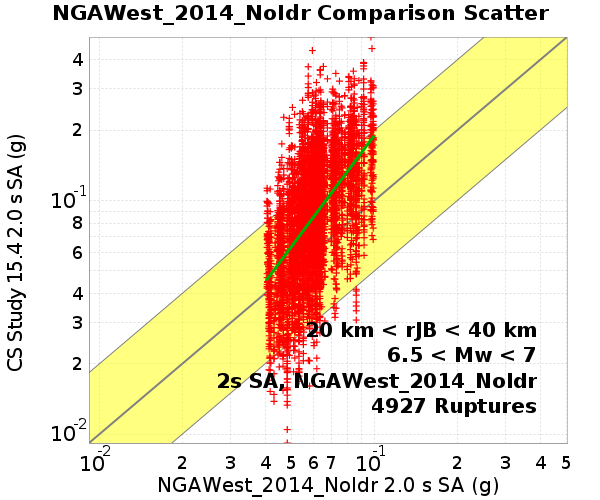 NGAWest_2014_NoIdr Comparison Scatter
CS Study 15.4 2.0 s SA (g)
4
3
2
10-1
8
6
4
3
2
10-2
20 km < rJB < 40 km
6.5 < Mw < 7
2s SA, NGAWest_2014_NoIdr
4927 Ruptures
10-2 2 3 4 5 6 7 10-1 2 3 4 5
NGAWest_2014_NoIdr 2.0 s SA (g)